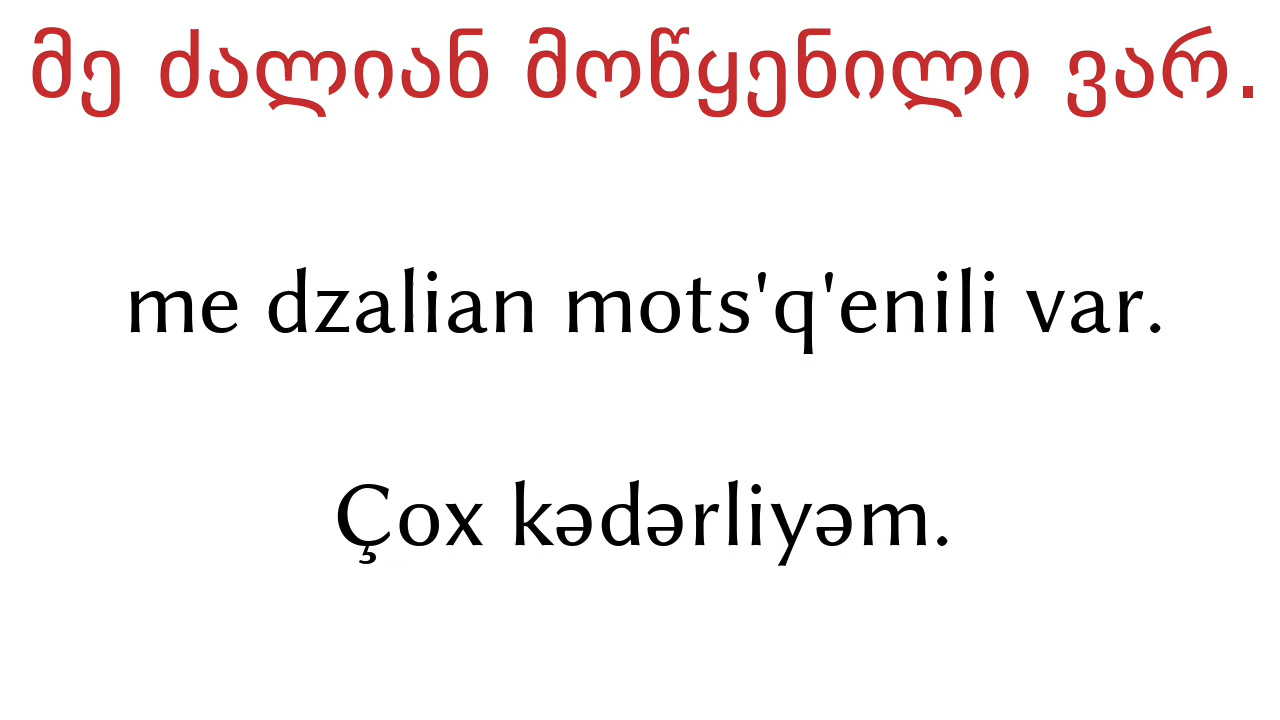 მე ძალიან მოწყენილი ვარ.
me dzalian mots'q'enili var.
Çox kədərliyəm.